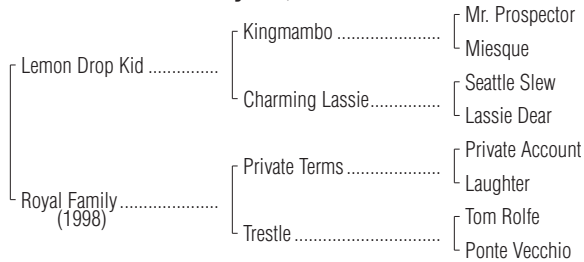 Mr. Prospector
Kingmambo ..................
Miesque
Lemon Drop Kid ...............
Seattle Slew
Charming Lassie...............
Lassie Dear
Private Account
Private Terms....................
Laughter
Royal Family .....................
(1998)
Tom Rolfe
Trestle ...............................
Ponte Vecchio